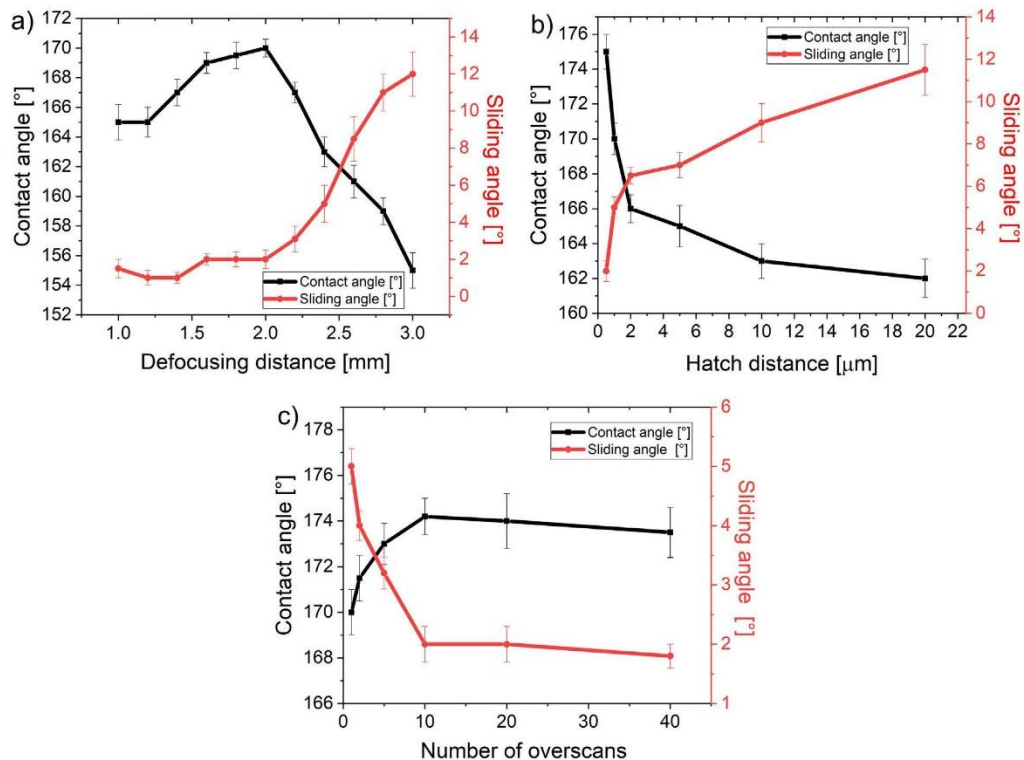 a)
172
170
168
166
164
162
160
158
156
154
152
Contact angle [°]
14
12
10
8
6
4
2
0
Sliding angle [°]
Contact angle [°]
Sliding angle [°]
1.0 1.5 2.0 2.5 3.0
Defocusing distance [mm]
b)
176
174
172
170
168
166
164
162
160
Contact angle [°]
14
12
10
8
6
4
2
0
Sliding angle [°]
Contact angle [°]
Sliding angle [°]
0 2 4 6 8 10 12 14 16 18 20 22
Hatch distance [μm]
c)
178
176
174
172
170
168
166
Contact angle [°]
6
5
4
3
2
1
Sliding angle [°]
Contact angle [°]
Sliding angle [°]
0 10 20 30 40
Number of overscans